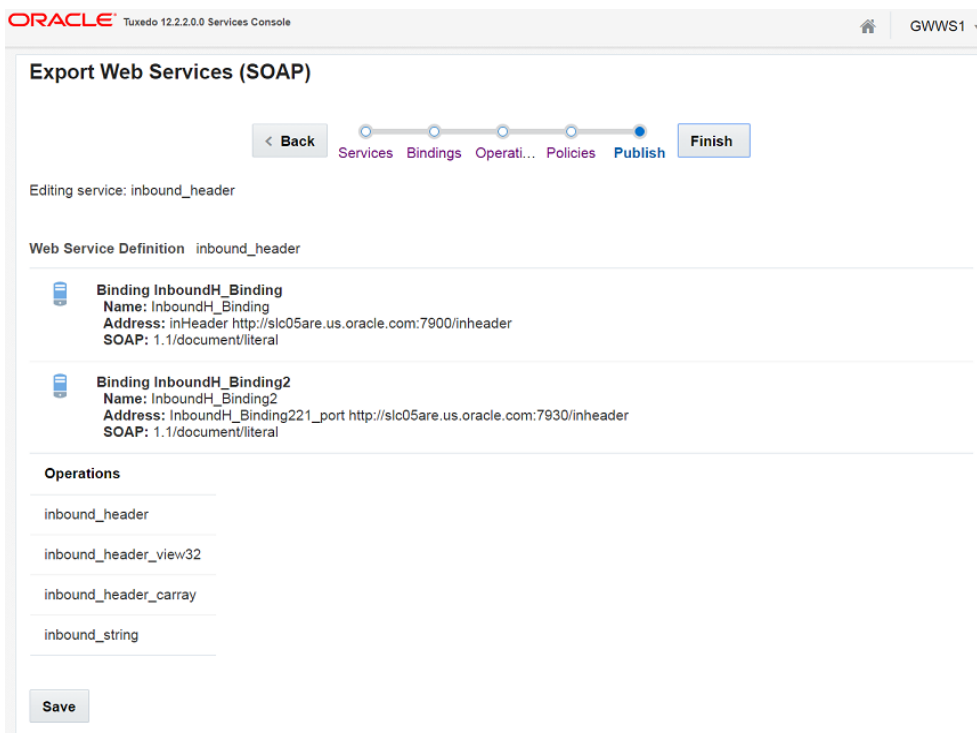 ORACLE Tuxedo 12.2.2.0.0 Services Console
GWWS1
Export Web Services (SOAP)
< Back
Services Bindings Operati... Policies Publish
Finish
Editing service: inbound_header
Web Service Definition inbound_header
Binding InboundH_Binding
Name: InboundH_Binding
Address: inHeader http://slc05are.us.oracle.com:7900/inheader
SOAP: 1.1/document/literal
Binding InboundH_Binding2
Name: InboundH_Binding2
Address: InboundH_Binding221_port http://slc05are.us.oracle.com:7930/inheader
SOAP: 1.1/document/literal
Operations
inbound_header
inbound_header_view32
inbound_header_carray
inbound_string
Save